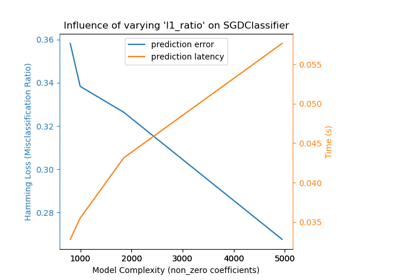 Influence of varying 'l1_ratio' on SGDClassifier
prediction error
prediction latency
Hamming Loss (Misclassification Ratio)
0.36
0.34
0.32
0.30
0.28
0.055
0.050
0.045
0.040
0.035
Time (s)
1000 2000 3000 4000 5000
Model Complexity (non_zero coefficients)